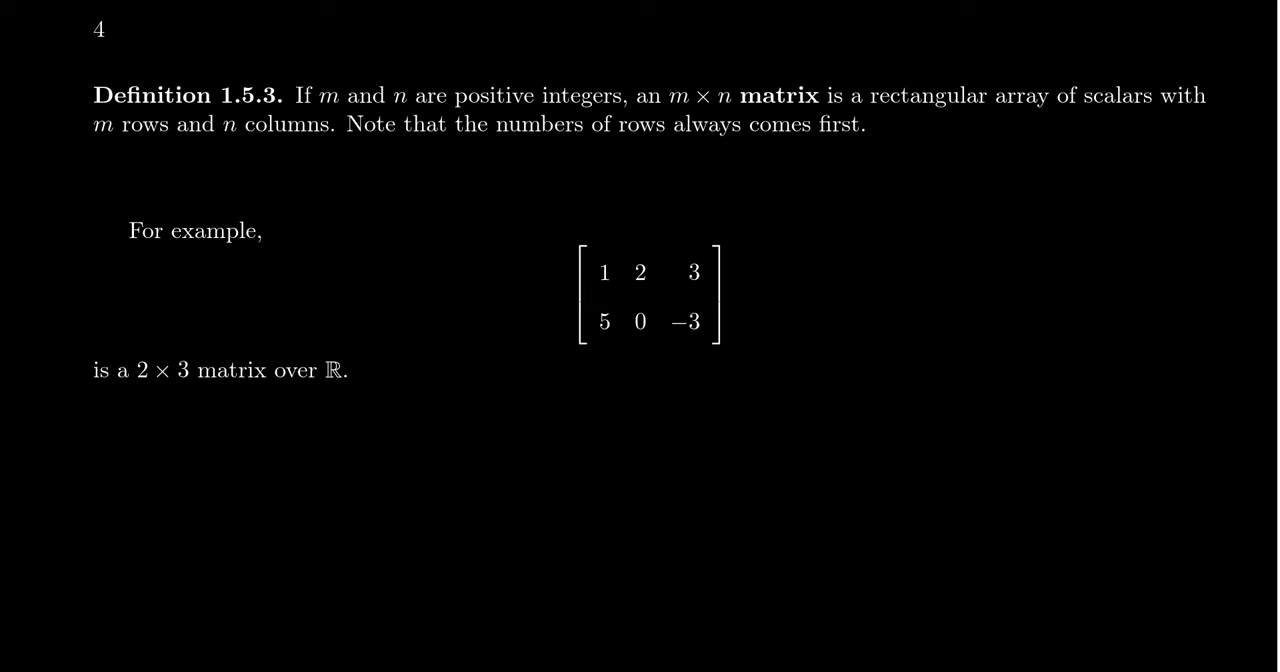 4
Definition 1.5.3. If m and n are positive integers, an m × n matrix is a rectangular array of scalars with
m rows and n columns. Note that the numbers of rows always comes first.
For example,
1 2 3
5 0 −3
is a 2 × 3 matrix over ℝ.